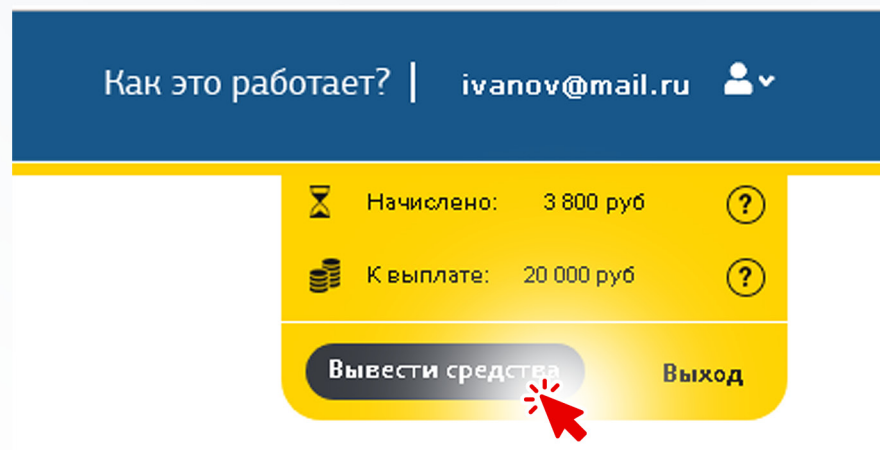 Как это работает? | ivanov@mail.ru
Начислено: 3 800 руб ?
К выплате: 20 000 руб ?
Вывести средства Выход